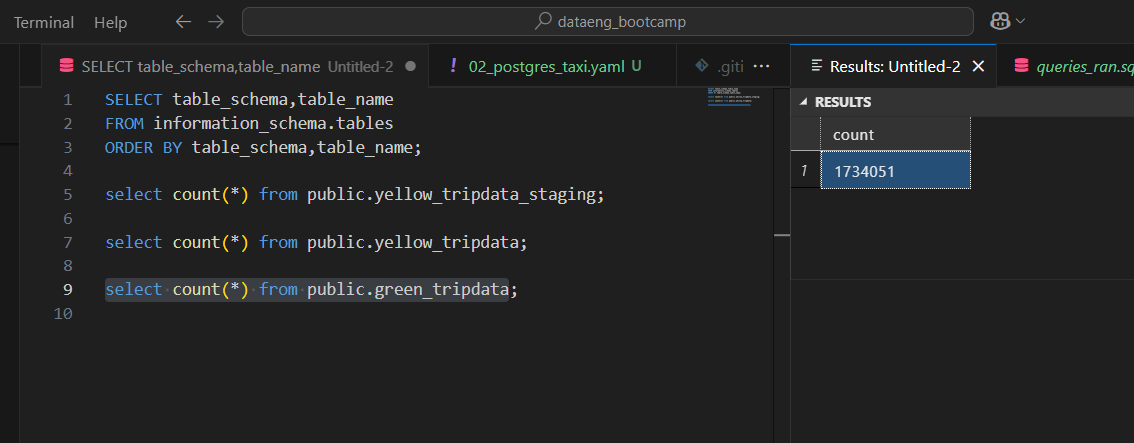 Terminal Help dataeng_bootcamp
SELECT table_schema,table_name Untitled-2
! 02_postgres_taxi.yaml U
.giti ...
Results: Untitled-2
queries_ran.sq
1 SELECT table_schema,table_name
2 FROM information_schema.tables
3 ORDER BY table_schema,table_name;
4
5 select count(*) from public.yellow_tripdata_staging;
6
7 select count(*) from public.yellow_tripdata;
8
9 select count(*) from public.green_tripdata;
10
RESULTS
count
1 1734051